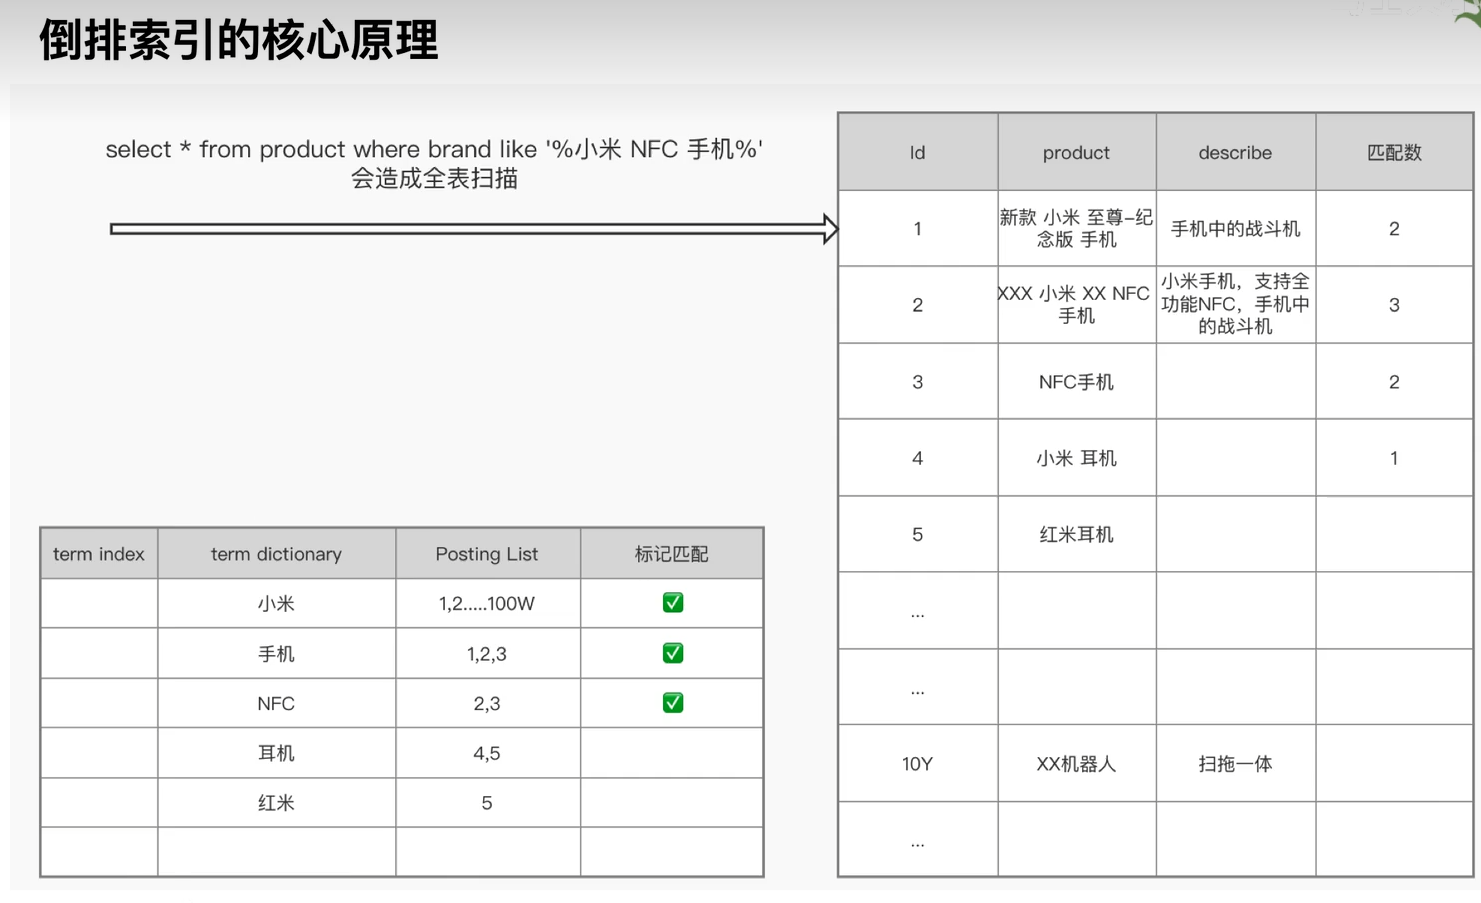 倒排索引的核心原理
select * from product where brand like '%小米 NFC 手机%'
会造成全表扫描
Id product describe 匹配数
1 新款 小米 至尊-纪念版 手机 手机中的战斗机 2
2 XXX 小米 XX NFC 手机 小米手机，支持全功能NFC，手机中的战斗机 3
3 NFC手机 2
4 小米 耳机 1
5 红米耳机
...
...
10Y XX机器人 扫拖一体
...
term index term dictionary Posting List 标记匹配
小米 1,2.....100W ✅
手机 1,2,3 ✅
NFC 2,3 ✅
耳机 4,5
红米 5